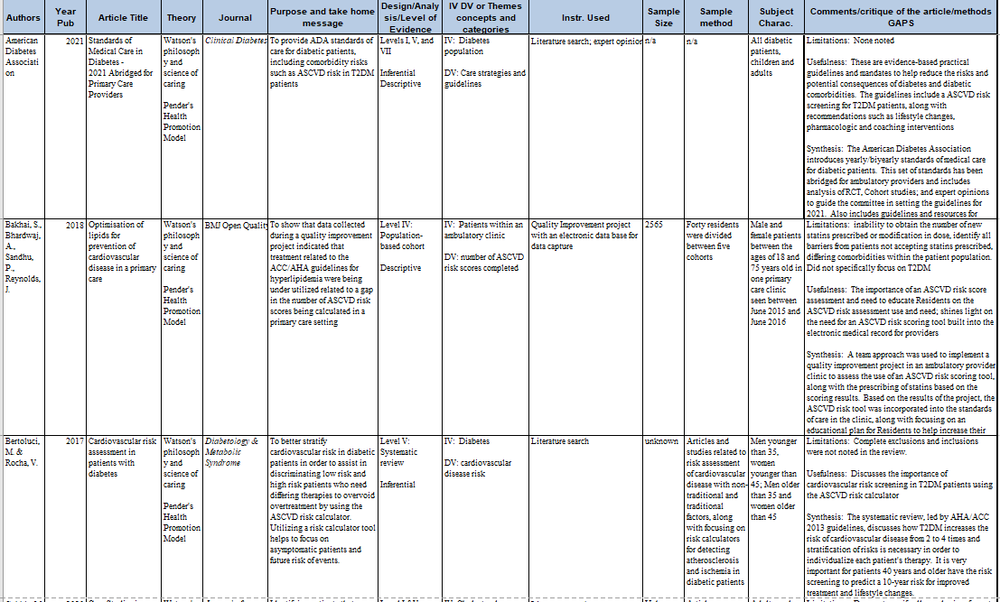 Authors
Year
Pub
Article Title
Theory
Journal
Purpose and take home
message
Design/Analy
sis/Level of
Evidence
IV DV or Themes
concepts and
categories
Instr. Used
Sample
Size
Sample
method
Subject
Charac.
Comments/critique of the article/methods
GAPS
American
Diabetes
Associati
on
2021
Standards of
Medical Care in
Diabetes -
2021 Abridged for
Primary Care
Providers
Watson's
philosoph
y and
science of
caring
Pender's
Health
Promotion
Model
Clinical Diabetes
To provide ADA standards of
care for diabetic patients,
including comorbidity risks
such as ASCVD risk in T2DM
patients
Levels I, V, and
VII
Inferential
Descriptive
IV: Diabetes
population
DV: Care strategies and
guidelines
Literature search; expert opinion
n/a
n/a
All diabetic
patients,
children and
adults
Limitations: None noted
Usefulness: These are evidence-based practical
guidelines and mandates to help reduce the risks and
potential consequences of diabetes and diabetic
comorbidities. The guidelines include a ASCVD risk
screening for T2DM patients, along with
recommendations such as lifestyle changes,
pharmacologic and coaching interventions
Synthesis: The American Diabetes Association
introduces yearly/biyearly standards of medical care
for diabetic patients. This set of standards has been
abridged for ambulatory providers and includes
analysis of RCT, Cohort studies; and expert opinions
to guide the committee in setting the guidelines for
2021. Also includes guidelines and resources for
Bakhai, S.,
Bhardwaj,
A.,
Sandhu,
P.,
Reynolds,
J.
2018
Optimisation of
lipids for
prevention of
cardiovascular
disease in a primary
care
Watson's
philosoph
y and
science of
caring
Pender's
Health
Promotion
Model
BMJ Open Quality
To show that data collected
during a quality improvement
project indicated that
treatment related to the
ACC/AHA guidelines for
hyperlipidemia were being
under utilized related to a gap
in the number of ASCVD risk
scores being calculated in a
primary care setting
Level IV:
Population-
based cohort
Descriptive
IV: Patients within an
ambulatory clinic
DV: number of ASCVD
risk scores completed
Quality Improvement project
with an electronic data base for
data capture
2565
Forty residents
were divided
between five
cohorts
Male and
female patients
between the
ages of 18 and
75 years old in
one primary
care clinic
seen between
June 2015 and
June 2016
Limitations: inability to obtain the number of new
statins prescribed or modification in dose, identify all
barriers from patients not accepting statins prescribed,
differing comorbidities within the patient population.
Did not specifically focus on T2DM
Usefulness: The importance of an ASCVD risk score
assessment and need to educate Residents on the
ASCVD risk assessment use and need; shines light on
the need for an ASCVD risk scoring tool built into the
electronic medical record for providers
Synthesis: A team approach was used to implement a
quality improvement project in an ambulatory provider
clinic to assess the use of an ASCVD risk scoring tool,
along with the prescribing of statins based on the
scoring results. Based on the results of the project, the
ASCVD risk tool was incorporated into the standards
of care in the clinic, along with focusing on an
educational plan for Residents to help increase their
Bertoluci,
M. &
Rocha, V.
2017
Cardiovascular risk
assessment in
patients with
diabetes
Watson's
philosoph
y and
science of
caring
Pender's
Health
Promotion
Model
Diabetology &
Metabolic
Syndrome
To better stratify
cardiovascular risk in diabetic
patients in order to assist in
discriminating low risk and
high risk patients who need
differing therapies to overvoid
overtreatment by using the
ASCVD risk calculator.
Utilizing a risk calculator tool
helps to focus on
asymptomatic patients and
future risk of events.
Level V:
Systematic
review
Inferential
IV: Diabetes
DV: cardiovascular
disease risk
Literature search
unknown
Articles and
studies related to
risk assessment
of cardiovascular
disease with non-
traditional and
traditional
factors, along
with focusing on
risk calculators
for detecting
atherosclerosis
and ischemia in
diabetic patients
Men younger
than 35,
women
younger than
45; Men older
than 35 and
women older
than 45
Limitations: Complete exclusions and inclusions
were not noted in the review.
Usefulness: Discusses the importance of
cardiovascular risk screening in T2DM patients using
the ASCVD risk calculator
Synthesis: The systematic review, led by AHA/ACC
2013 guidelines, discusses how T2DM increases the
risk of cardiovascular disease from 2 to 4 times and
stratification of risks is necessary in order to
individualize each patient's therapy. It is very
important for patients 40 years and older have the risk
screening to predict a 10-year risk for improved
treatment and lifestyle changes.